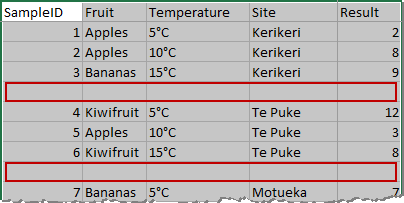 SampleID Fruit Temperature Site Result
1 Apples 5°C Kerikeri 2
2 Apples 10°C Kerikeri 8
3 Bananas 15°C Kerikeri 9
4 Kiwifruit 5°C Te Puke 12
5 Apples 10°C Te Puke 3
6 Kiwifruit 15°C Te Puke 8
7 Bananas 5°C Motueka 7